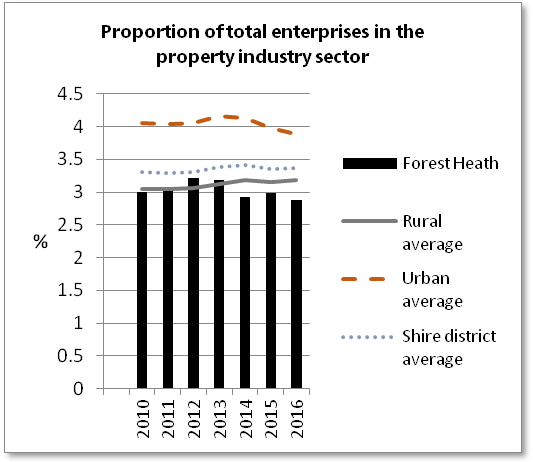 Proportion of total enterprises in the
property industry sector
4.5
4
3.5
3
2.5
2
1.5
1
0.5
0
%
2010
2011
2012
2013
2014
2015
2016
Forest Heath
Rural
average
Urban
average
Shire district
average